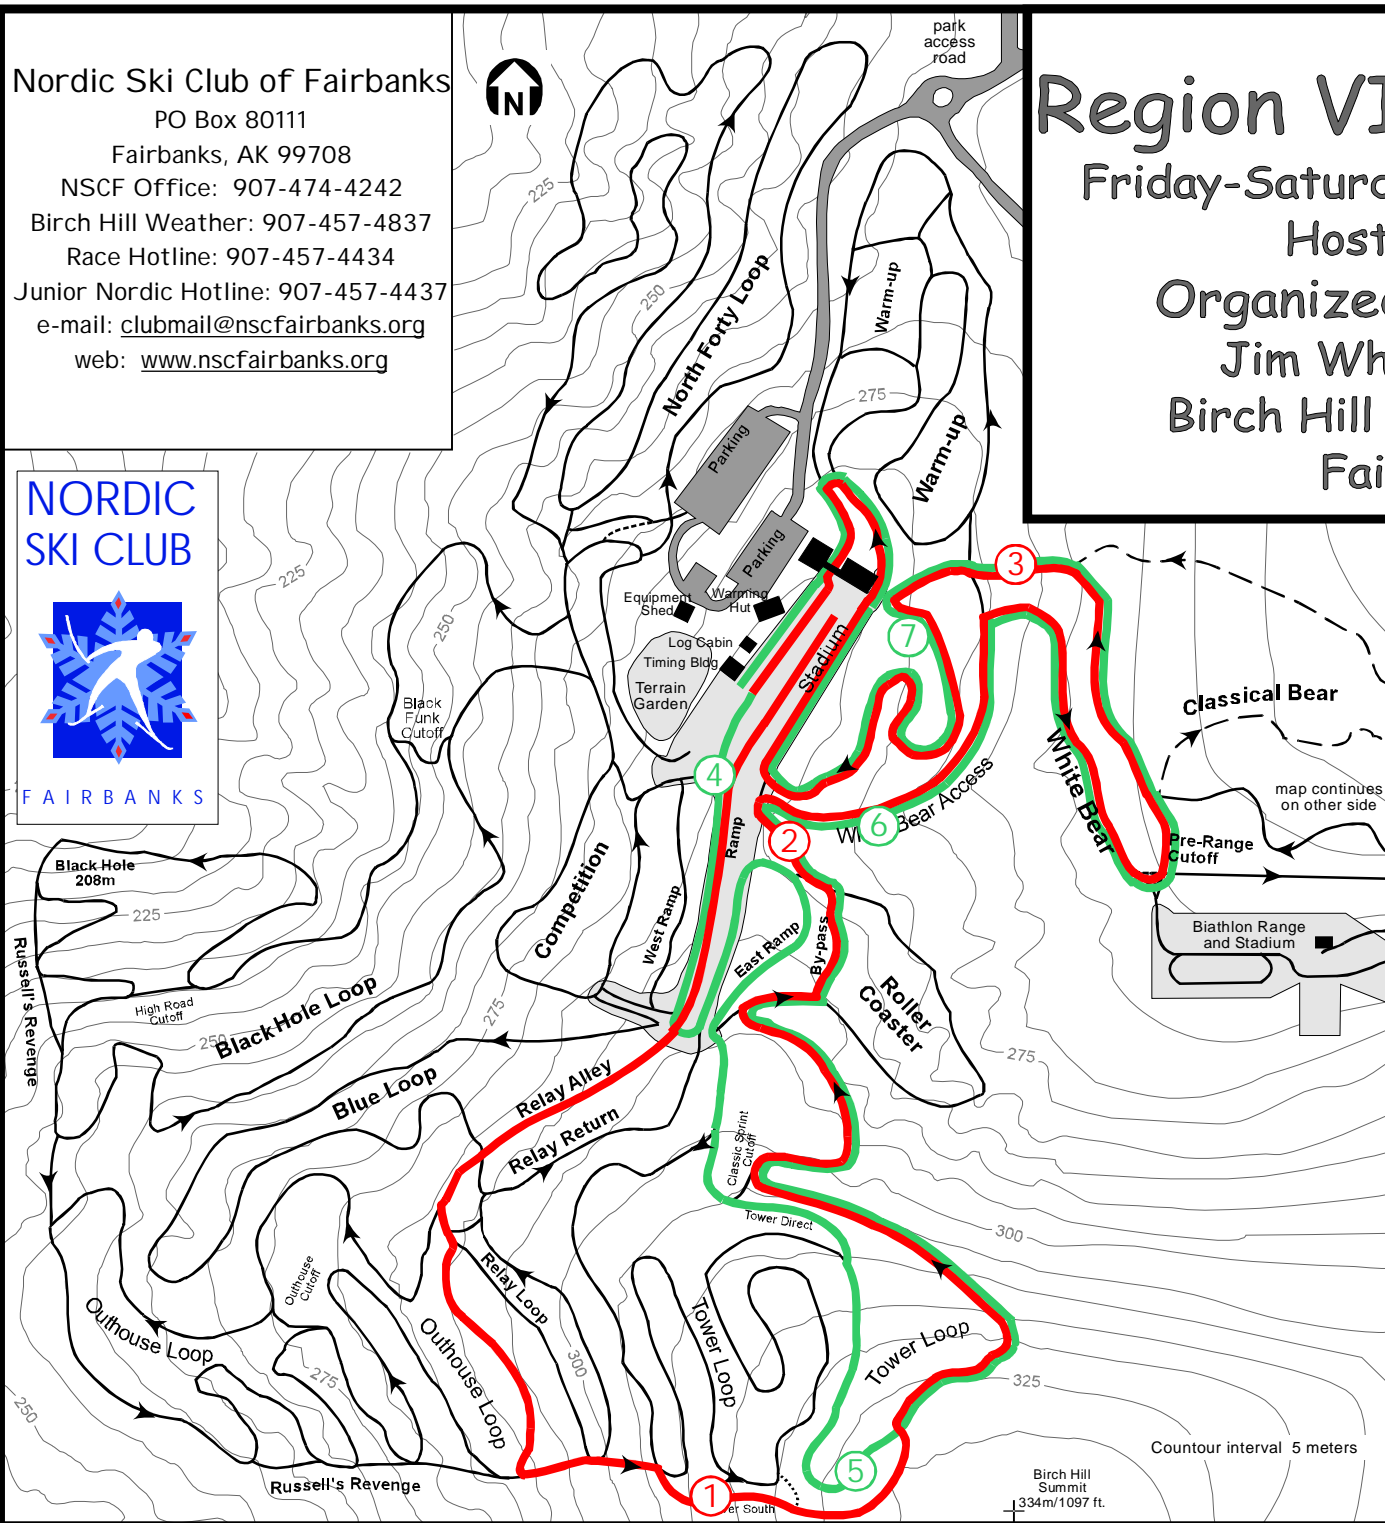 Nordic Ski Club of Fairbanks
PO Box 80111
Fairbanks, AK 99708
NSCF Office: 907-474-4242
Birch Hill Weather: 907-457-4837
Race Hotline: 907-457-4434
Junior Nordic Hotline: 907-457-4437
e-mail: clubmail@nscfairbanks.org
web: www.nscfairbanks.org
N
park
access
road
Region VI
Friday-Satur
Host
Organize
Jim Wh
Birch Hill
Fai
NORDIC
SKI CLUB
FAIRBANKS
225
250
North Forty Loop
Warm-up
275
Warm-up
Parking
Parking
Equipment
Shed
Warming
Hut
Log Cabin
Timing Bldg
Terrain
Garden
Stadium
225
250
Black
Funk
Cutoff
3
7
Classical Bear
White Bear
map continues
on other side
Pre-Range
Cutoff
4
Ramp
2
6
Bear Access
Black Hole
208m
225
Russell's Revenge
High Road
Cutoff
250
Black Hole Loop
275
Competition
West Ramp
East Ramp
By-pass
Roller
Coaster
Biathlon Range
and Stadium
275
Blue Loop
Relay Alley
Relay Return
Classic Sprint
Cutoff
Tower Direct
300
Outhouse
Cutoff
Outhouse Loop
Relay Loop
300
Outhouse Loop
Tower Loop
Tower Loop
325
275
250
Russell's Revenge
1
er South
5
Countour interval 5 meters
Birch Hill
Summit
334m/1097 ft.